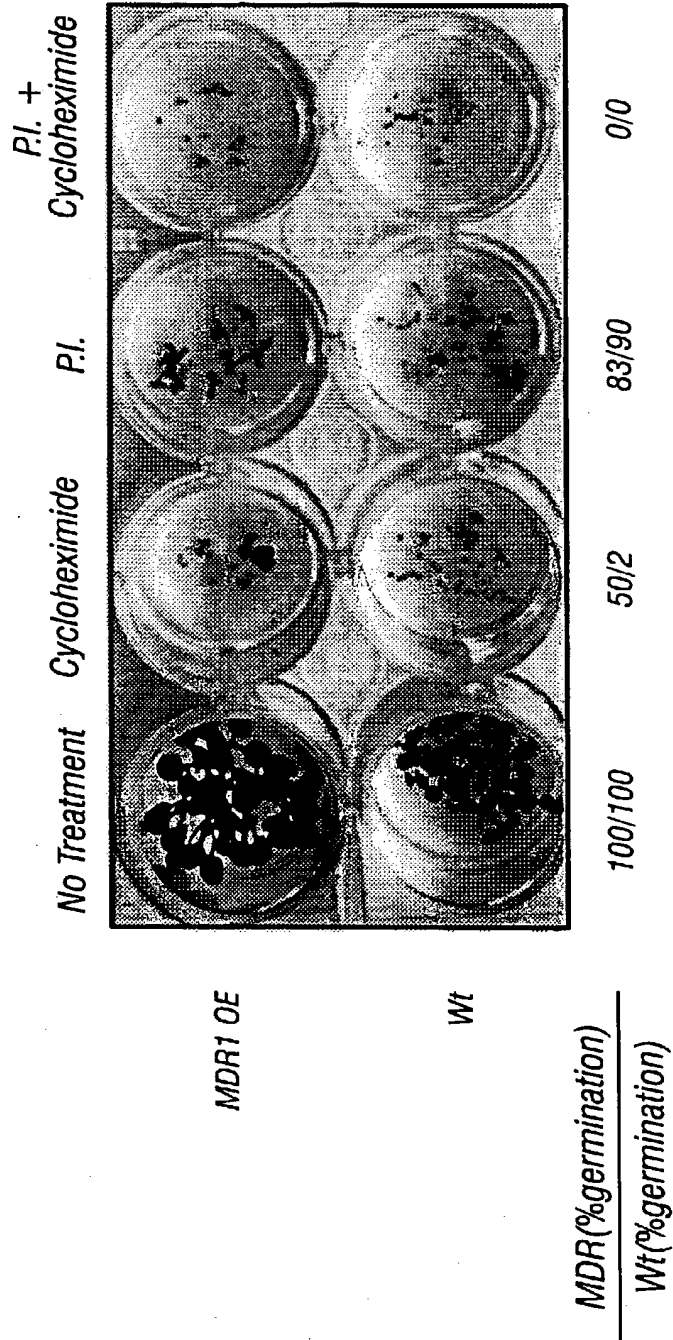 No Treatment
Cycloheximide
P.I.
P.I. +
Cycloheximide
MDR1 OE
Wt
MDR(%germination)
Wt(%germination)
100/100
50/2
83/90
0/0